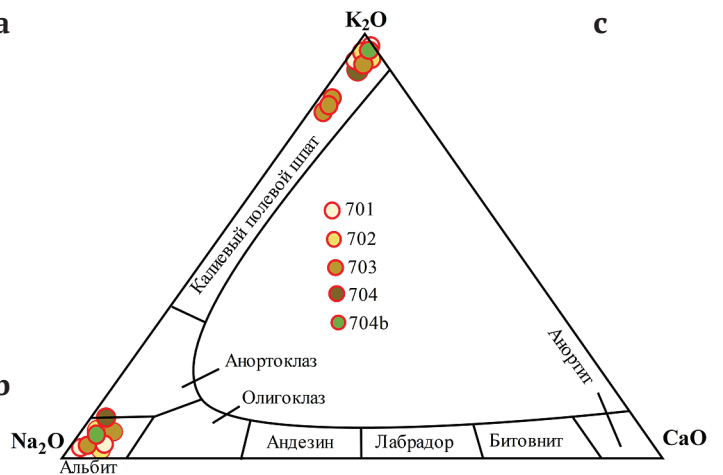 a
K₂O
c
Калиевый полевой шпат
701
702
703
704
704b
Анортоклаз
Олигоклаз
Анортит
b
Na₂O
CaO
Андезин
Лабрадор
Битовнит
Альбит